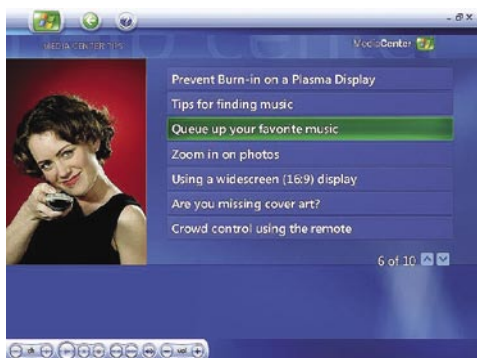 MEDIA CENTER TIPS
Media Center
Prevent Burn-in on a Plasma Display
Tips for finding music
Queue up your favorite music
Zoom in on photos
Using a widescreen (16:9) display
Are you missing cover art?
Crowd control using the remote
6 of 10
ch
vol